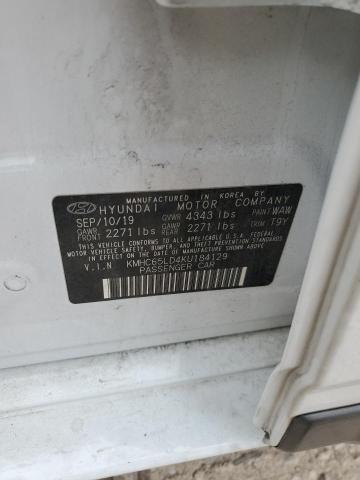 MANUFACTURED IN KOREA BY
HYUNDAI MOTOR COMPANY
SEP/10/19 GVWR 4343 lbs PAINT WAW
GAWR FRONT 2271 lbs GAWR REAR 2271 lbs TRIM T9Y
THIS VEHICLE CONFORMS TO ALL APPLICABLE U.S.A FEDERAL
MOTOR VEHICLE SAFETY, BUMPER, AND THEFT PREVENTION STANDARDS
IN EFFECT ON THE DATE OF MANUFACTURE SHOWN ABOVE.
V.I.N KMHC65LD4KU184129
PASSENGER CAR